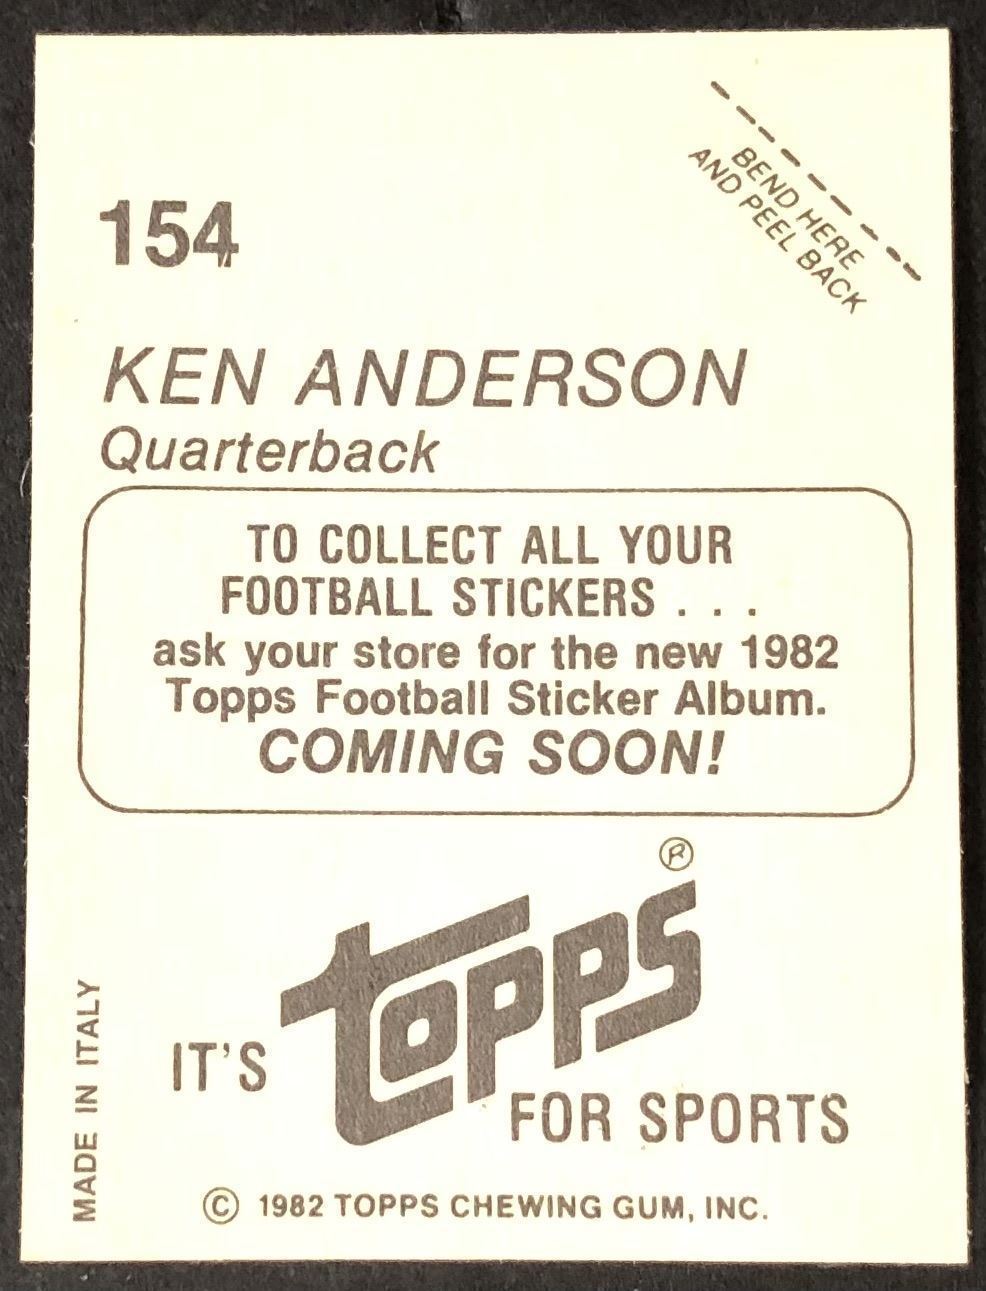 BEND HERE
AND PEEL BACK
154
KEN ANDERSON
Quarterback
TO COLLECT ALL YOUR
FOOTBALL STICKERS . . .
ask your store for the new 1982
Topps Football Sticker Album.
COMING SOON!
IT'S
topps®
FOR SPORTS
MADE IN ITALY
© 1982 TOPPS CHEWING GUM, INC.